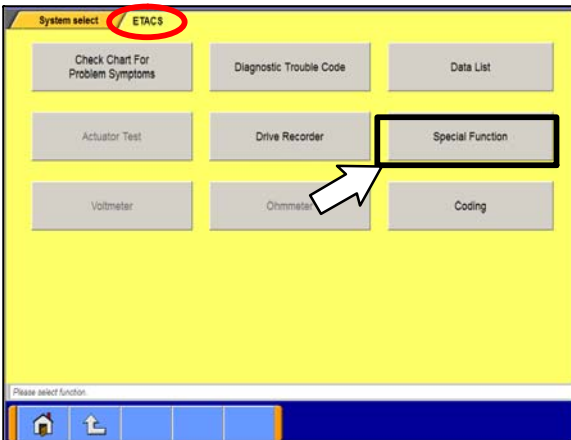 System select
ETACS
Check Chart For
Problem Symptoms
Diagnostic Trouble Code
Data List
Actuator Test
Drive Recorder
Special Function
Voltmeter
Ohmmeter
Coding
Please select function.